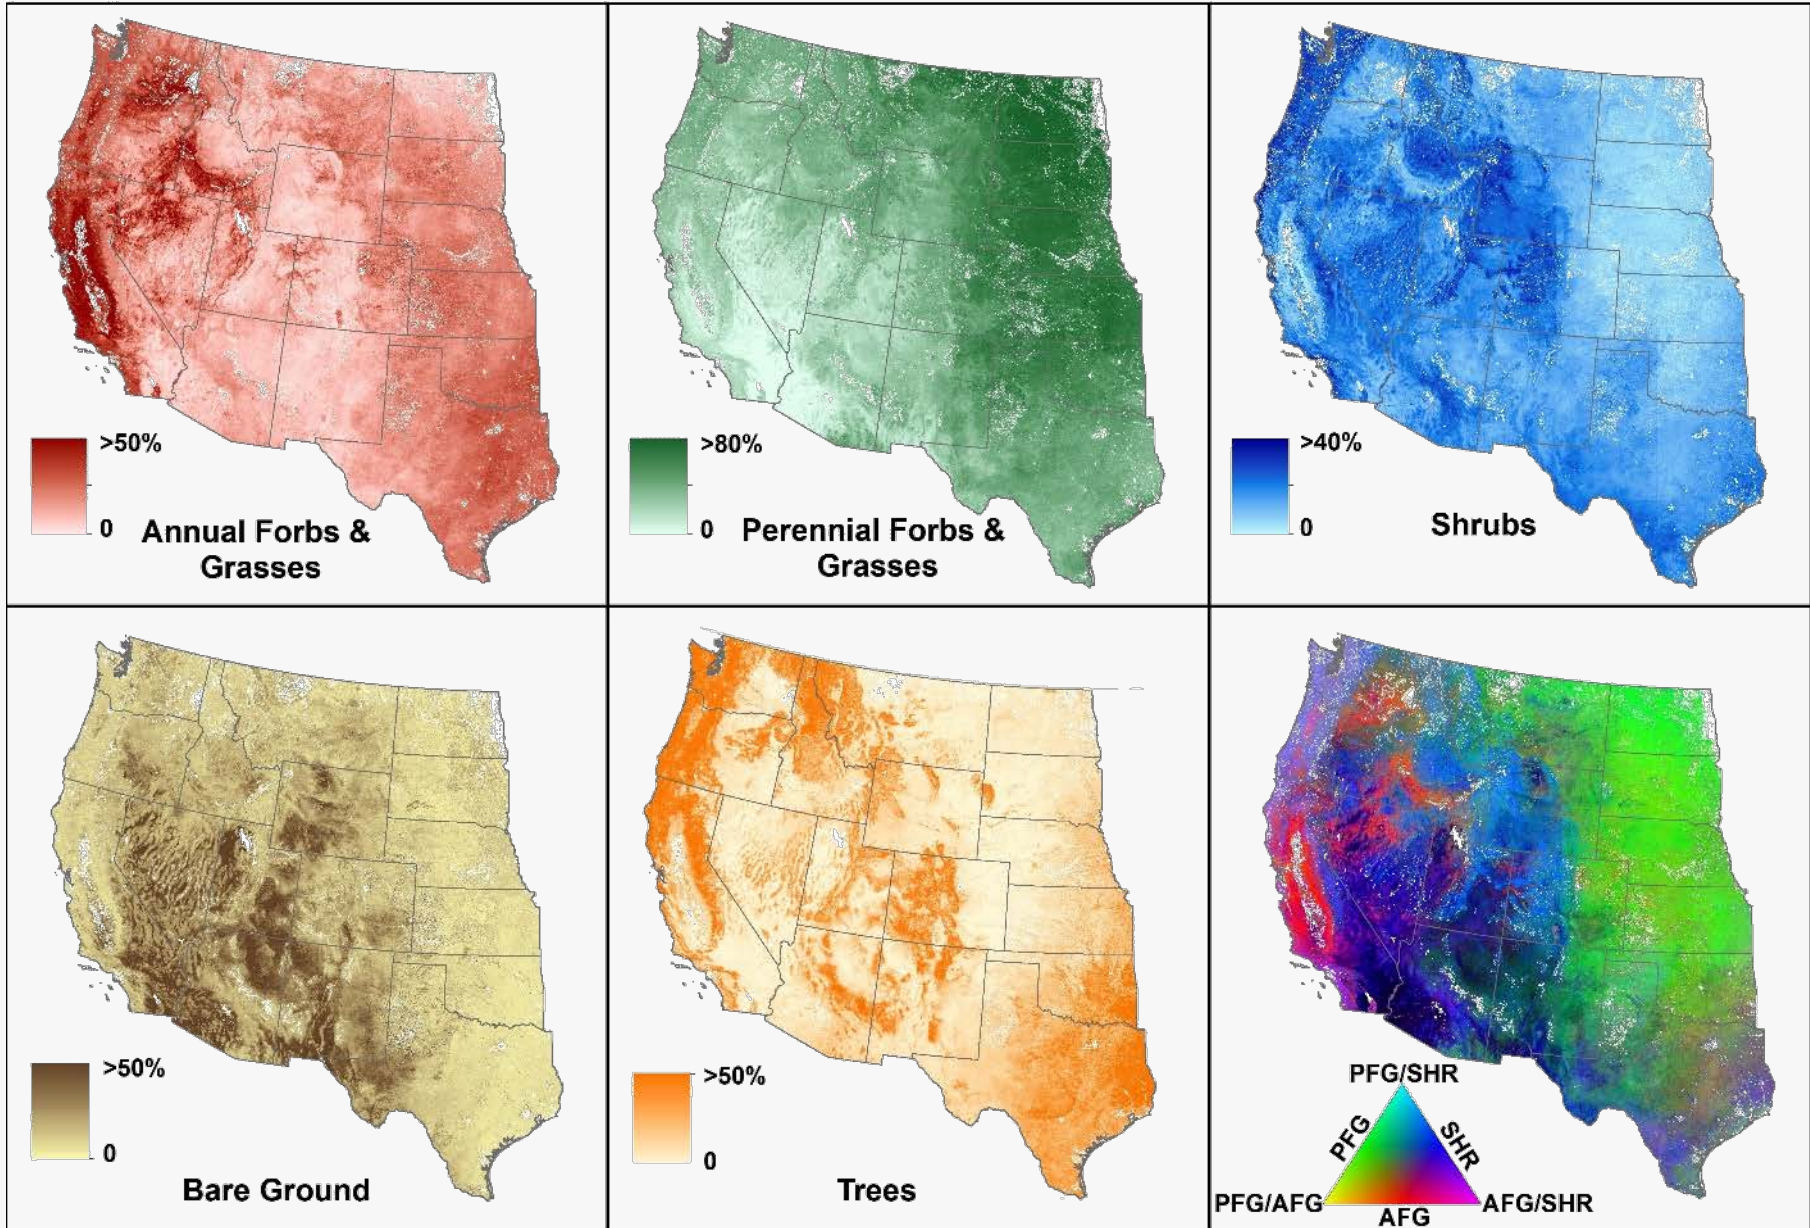 >50%
0
Annual Forbs &
Grasses
>80%
0
Perennial Forbs &
Grasses
>40%
0
Shrubs
>50%
0
Bare Ground
>50%
0
Trees
PFG/SHR
PFG
SHR
PFG/AFG
AFG
AFG/SHR